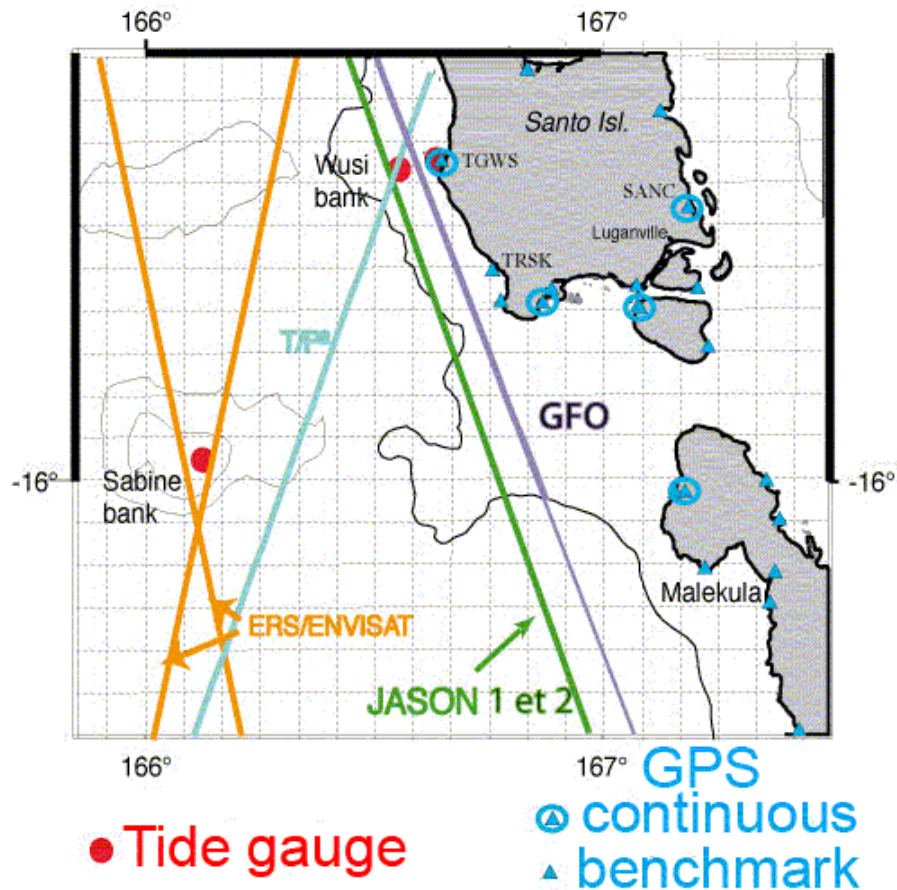 166°
167°
Santo Isl.
Wusi
bank
TGWS
SANC
Luganville
TRSK
GFO
-16°
-16°
Sabine
bank
Malekula
ERS/ENVISAT
JASON 1 et 2
166°
167°
GPS
continuous
Tide gauge
benchmark